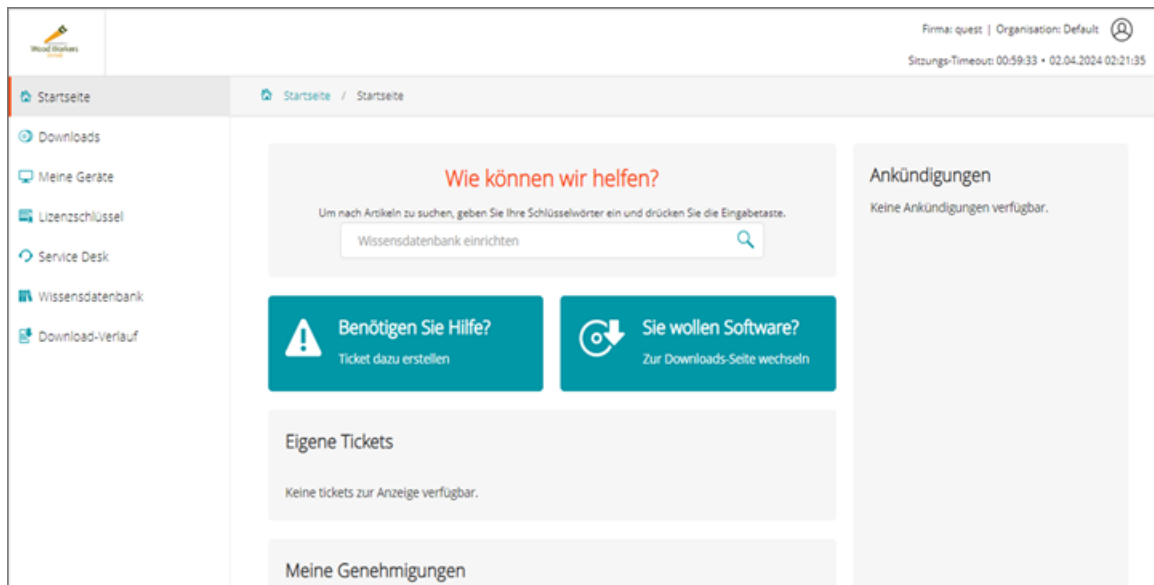 Wood Workers
Firma: quest | Organisation: Default
Sitzungs-Timeout: 00:59:33 • 02.04.2024 02:21:35
Startseite
Downloads
Meine Geräte
Lizenzschlüssel
Service Desk
Wissensdatenbank
Download-Verlauf
Startseite / Startseite
Wie können wir helfen?
Um nach Artikeln zu suchen, geben Sie Ihre Schlüsselwörter ein und drücken Sie die Eingabetaste.
Wissensdatenbank einrichten
Benötigen Sie Hilfe?
Ticket dazu erstellen
Sie wollen Software?
Zur Downloads-Seite wechseln
Eigene Tickets
Keine tickets zur Anzeige verfügbar.
Meine Genehmigungen
Ankündigungen
Keine Ankündigungen verfügbar.